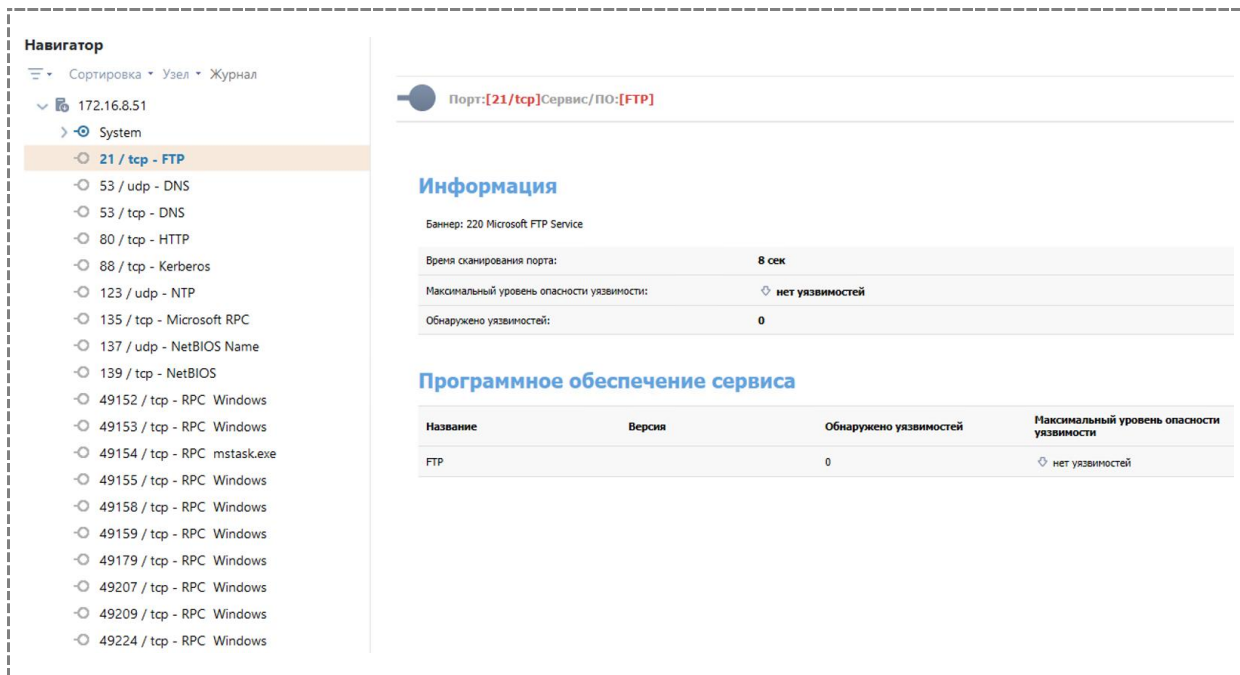 Навигатор
Сортировка Узел Журнал
172.16.8.51
System
21 / tcp - FTP
53 / udp - DNS
53 / tcp - DNS
80 / tcp - HTTP
88 / tcp - Kerberos
123 / udp - NTP
135 / tcp - Microsoft RPC
137 / udp - NetBIOS Name
139 / tcp - NetBIOS
49152 / tcp - RPC Windows
49153 / tcp - RPC Windows
49154 / tcp - RPC mstask.exe
49155 / tcp - RPC Windows
49158 / tcp - RPC Windows
49159 / tcp - RPC Windows
49179 / tcp - RPC Windows
49207 / tcp - RPC Windows
49209 / tcp - RPC Windows
49224 / tcp - RPC Windows
Порт:[21/tcp]Сервис/ПО:[FTP]
Информация
Баннер: 220 Microsoft FTP Service
Время сканирования порта: 8 сек
Максимальный уровень опасности уязвимости: нет уязвимостей
Обнаружено уязвимостей: 0
Программное обеспечение сервиса
Название Версия Обнаружено уязвимостей Максимальный уровень опасности
уязвимости
FTP 0 нет уязвимостей